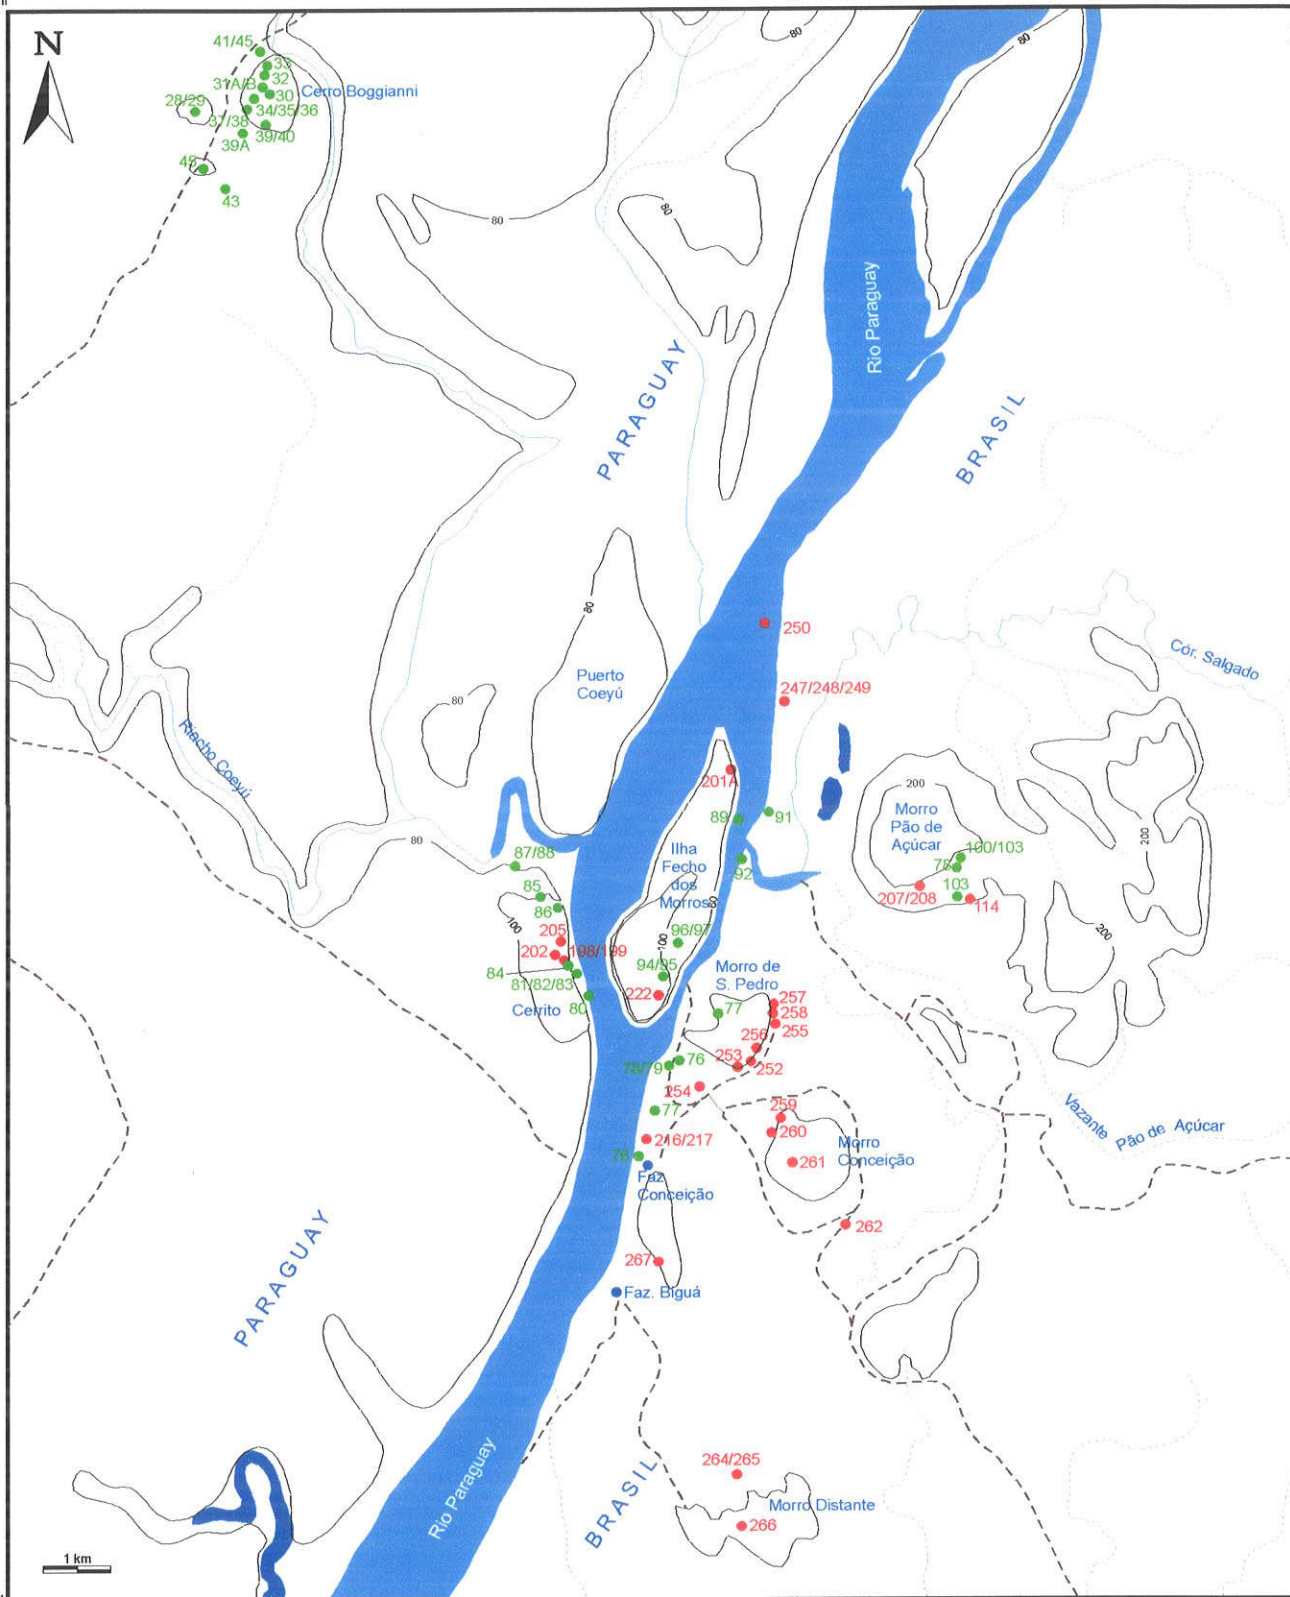 N
41/45
33
32
31A/B
30
Cerro Boggianni
28/29
34/35/36
37/38
39/40
39A
45
43
80
80
80
80
Rio Paraguay
PARAGUAY
BRASIL
80
Puerto
Coeyú
250
247/248/249
Cór. Salgado
80
Riacho Coeyú
201A
200
Morro
Pão de
Açúcar
200
89
91
80
87/88
Ilha
Fecho
dos
Morros
92
100/103
78
103
207/208
114
85
86
100
80
205
202
198/199
96/97
100
200
84
94/95
81/82/83
222
Morro de
S. Pedro
Cerrito
80
77
257
258
255
256
253
252
76
78/79
254
77
259
260
Vazante Pão de Açúcar
216/217
Morro
Conceição
78
261
Faz.
Conceição
262
267
Faz. Biguá
PARAGUAY
264/265
Rio Paraguay
BRASIL
Morro Distante
266
1 km